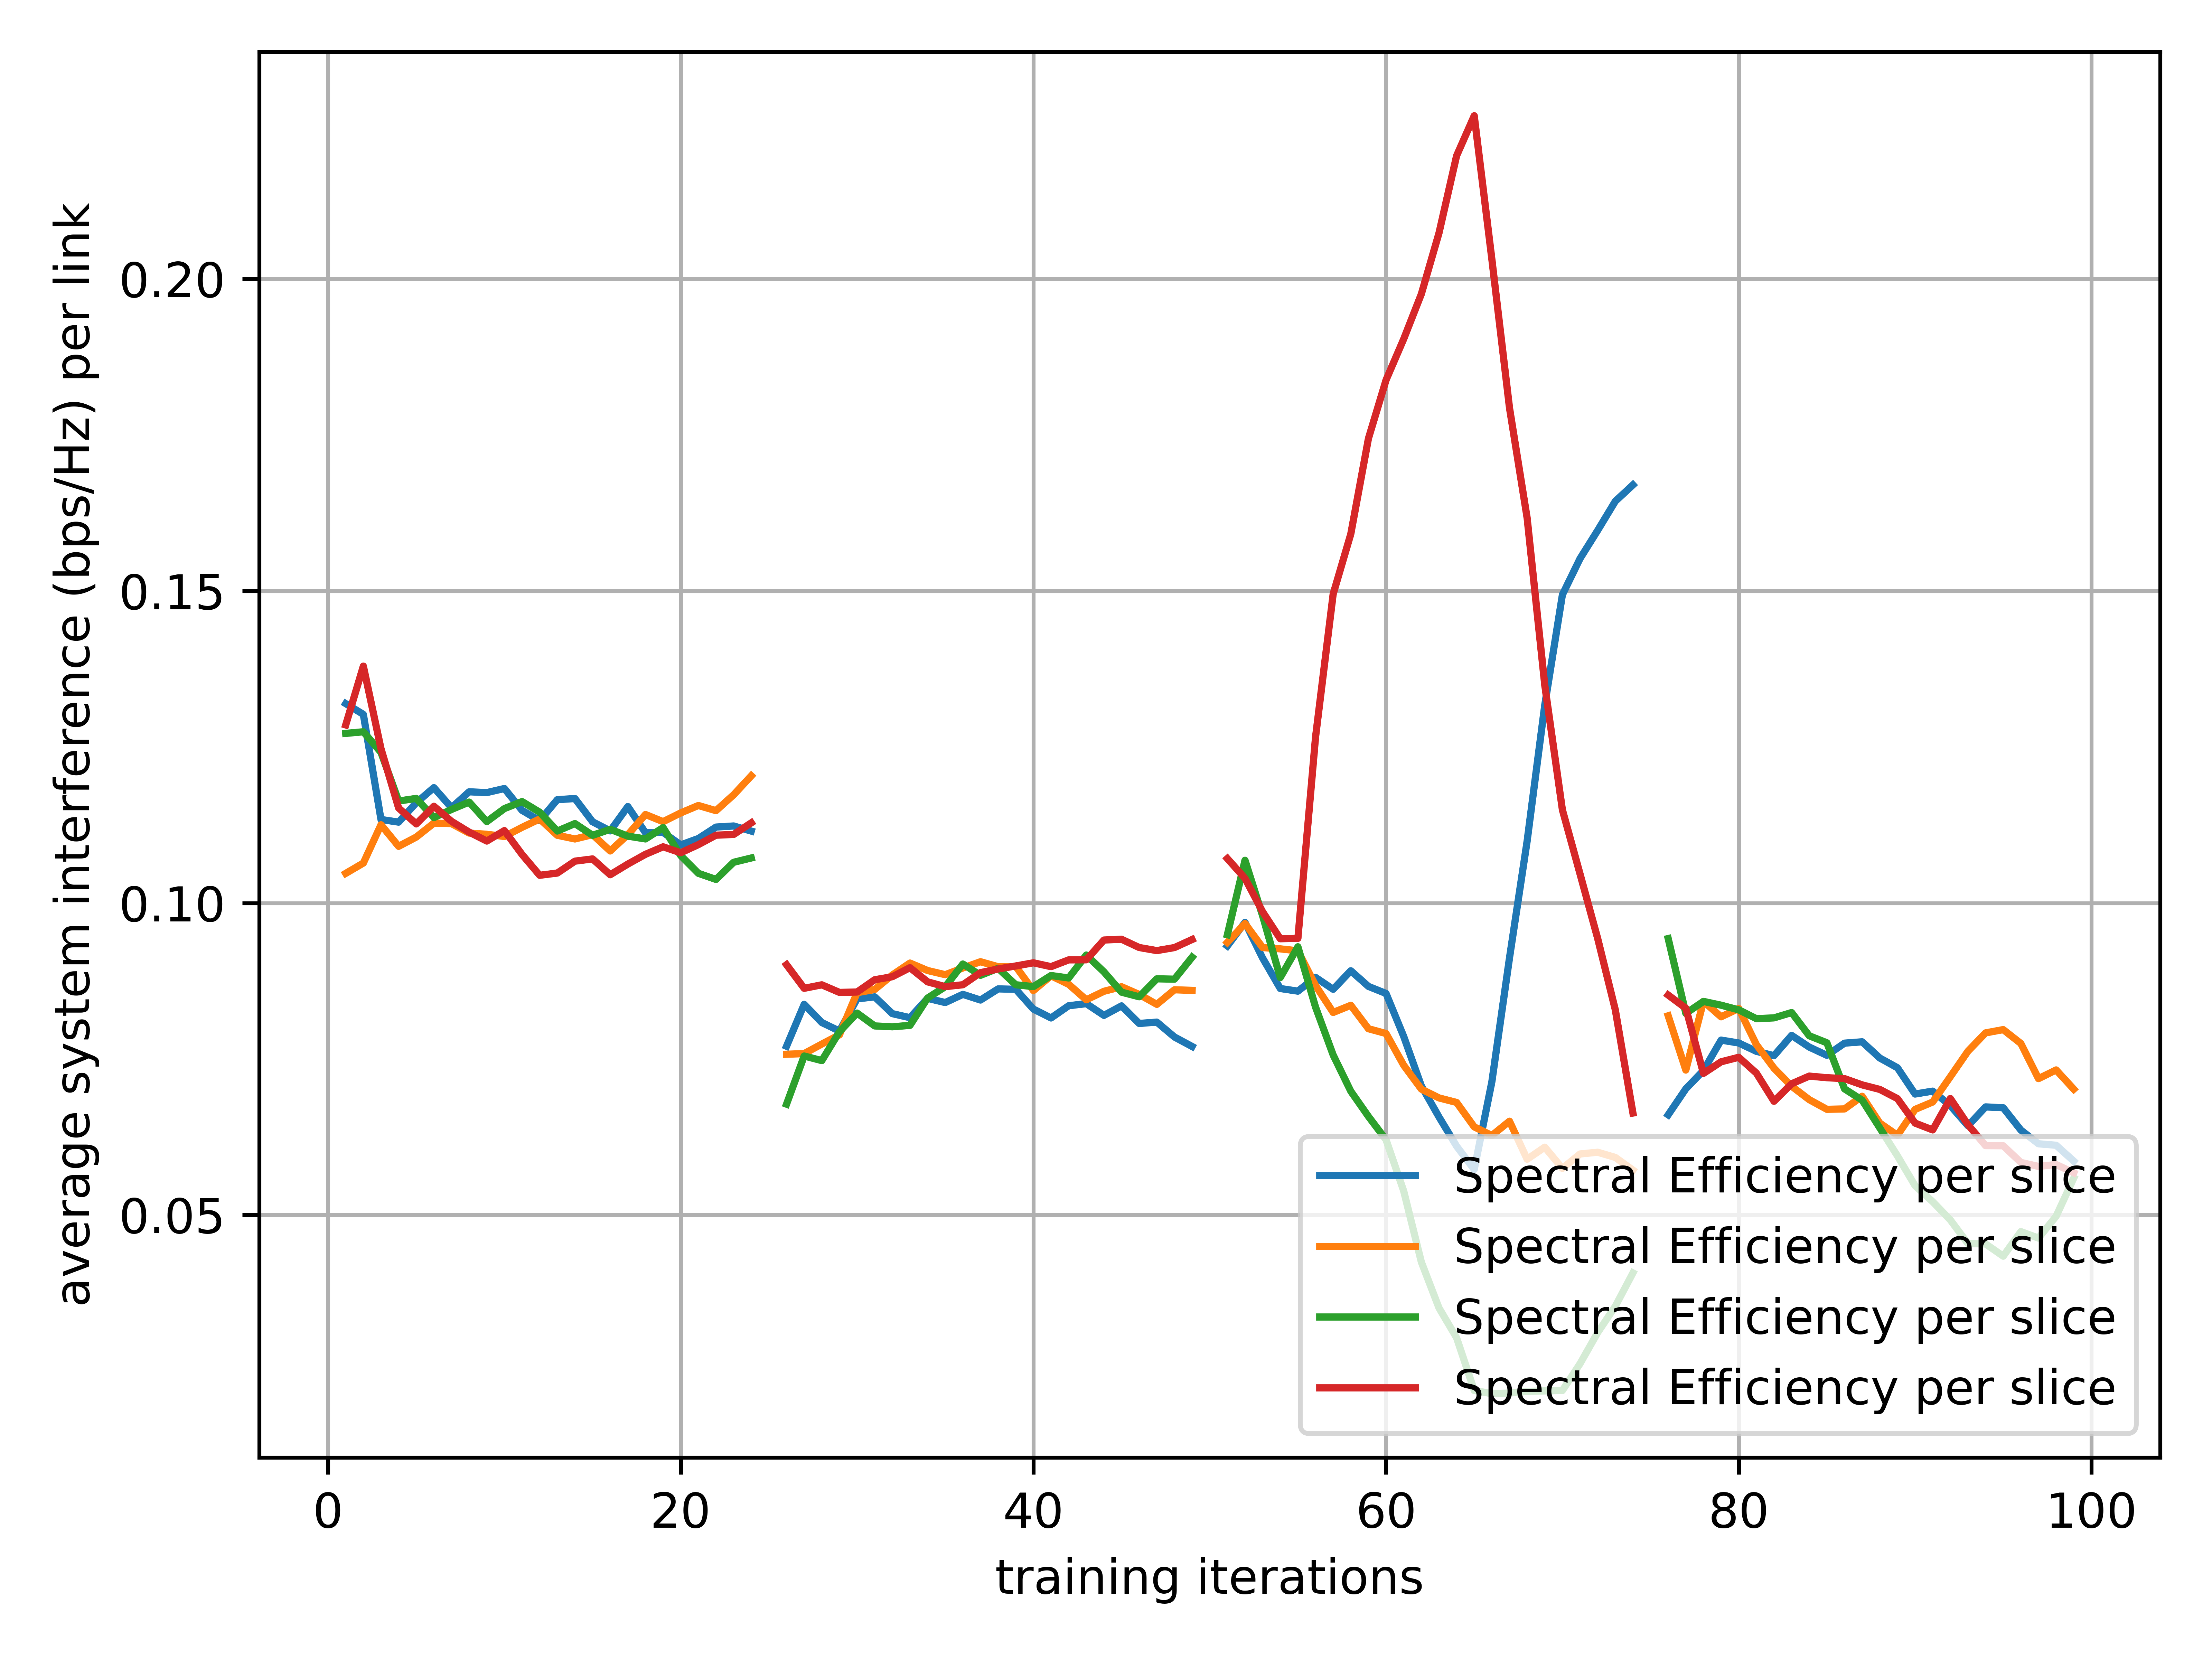 average system interference (bps/Hz) per link
0.20
0.15
0.10
0.05
Spectral Efficiency per slice
Spectral Efficiency per slice
Spectral Efficiency per slice
Spectral Efficiency per slice
0 20 40 60 80 100
training iterations